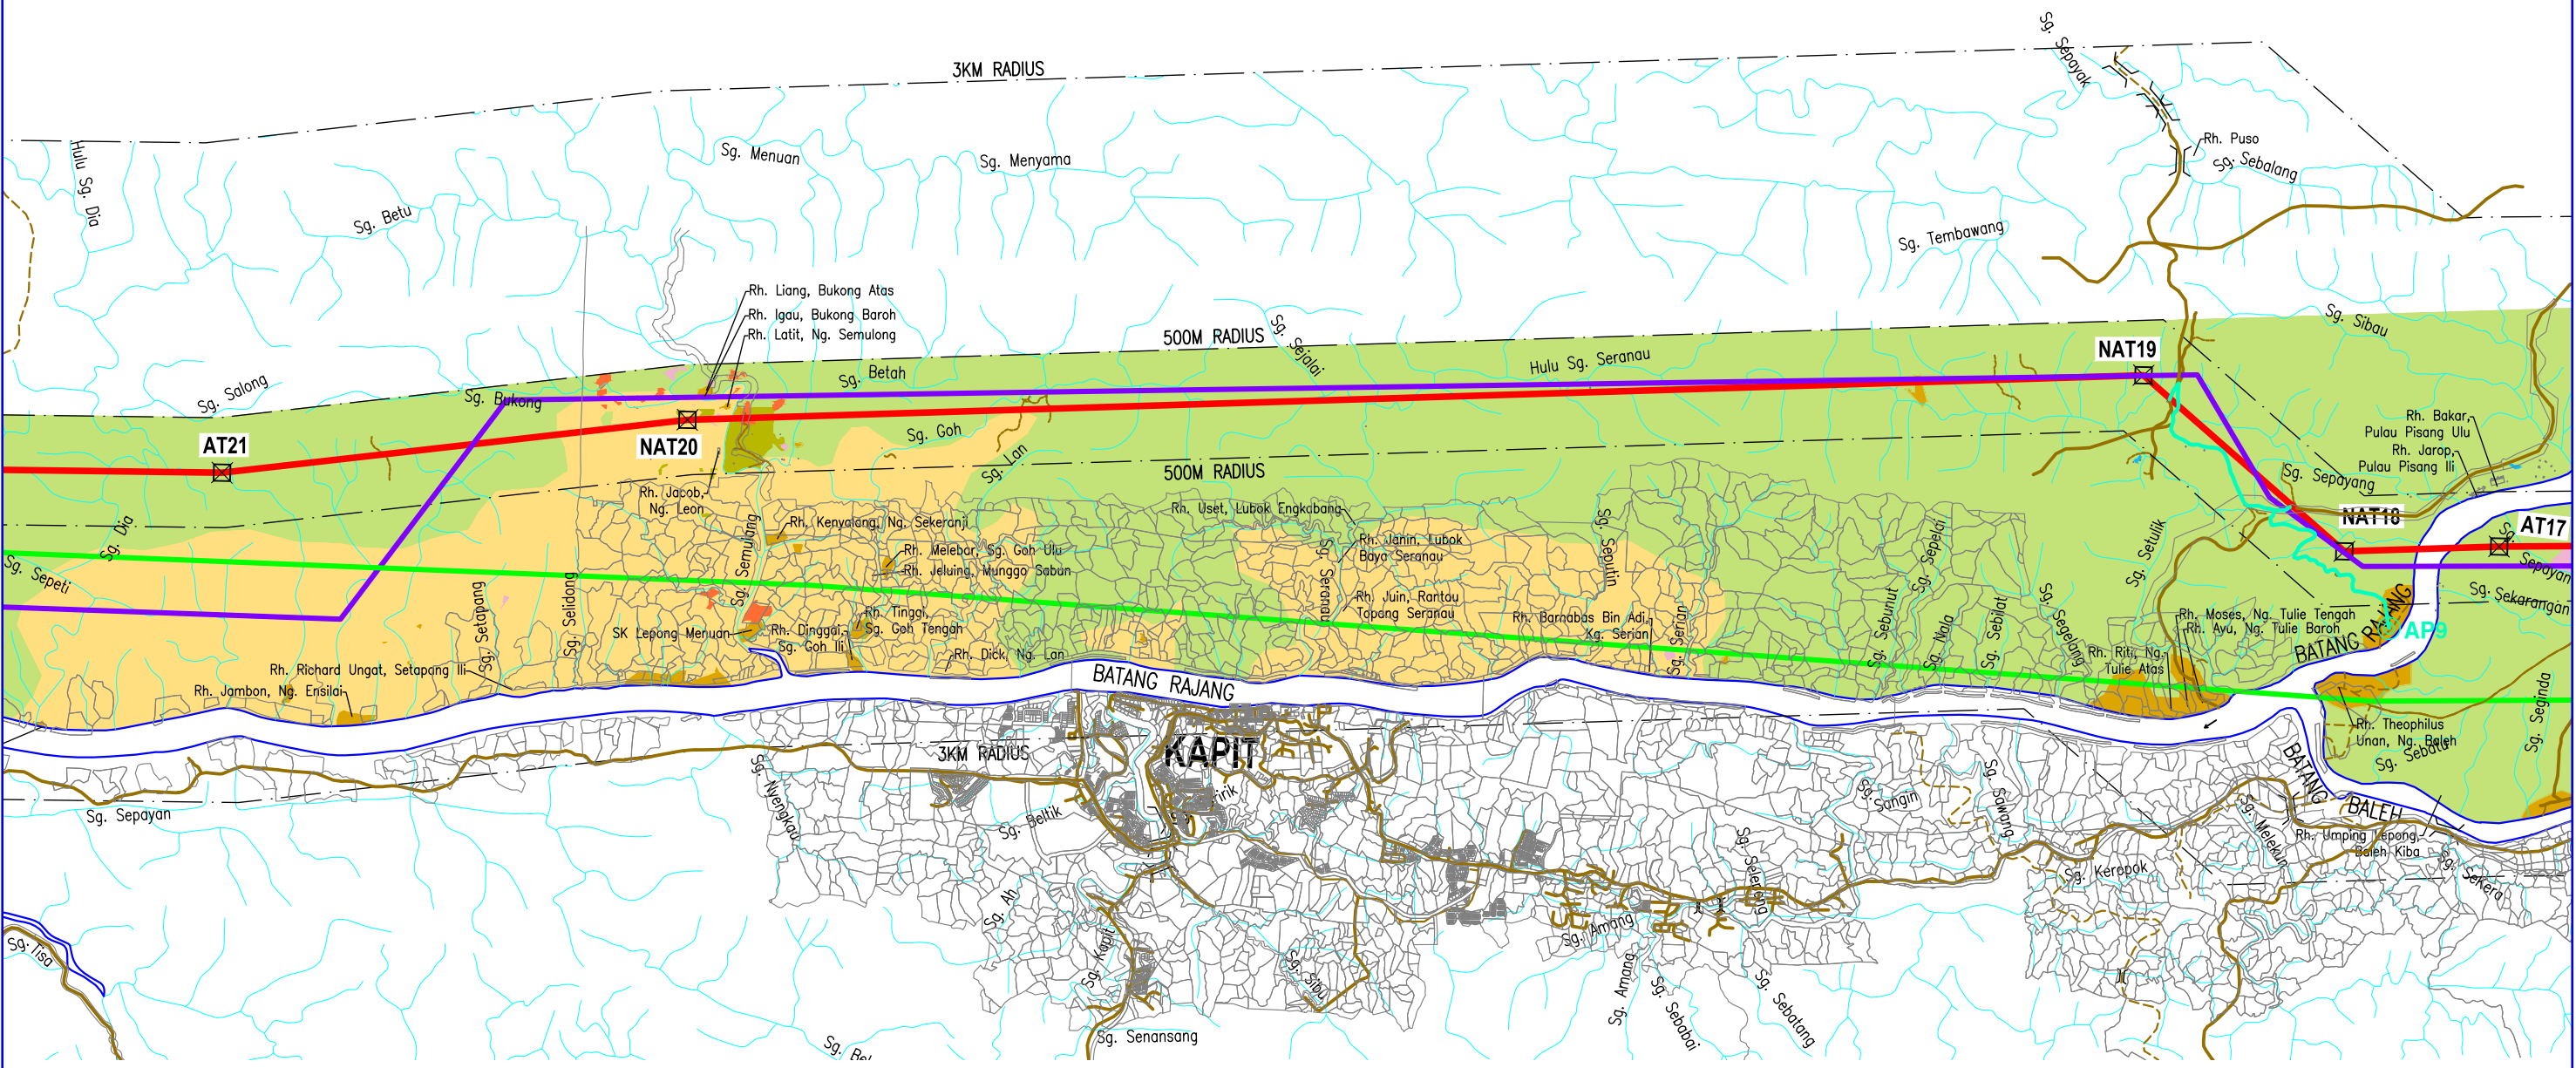 Sg. Sepayak
3KM RADIUS
Rh. Puso
Sg. Sebalang
Hulu Sg. Dia
Sg. Menuan
Sg. Menyama
Sg. Betu
Sg. Tembawang
Rh. Liang, Bukong Atas
Rh. Igau, Bukong Baroh
Rh. Latit, Ng. Semulong
500M RADIUS
Sg. Sejalai
Sg. Sibau
NAT19
Hulu Sg. Seranau
Sg. Betah
Sg. Salong
Sg. Bukong
Rh. Bakar,
Pulau Pisang Ulu
Rh. Jarop,
Pulau Pisang Ili
AT21
NAT20
Sg. Goh
Sg. Lan
500M RADIUS
Sg. Sepayang
Rh. Jacob,
Ng. Leon
Rh. Uset, Lubok Engkabang
NAT18
AT17
Sg. Sepayan
Sg. Dia
Sg. Semulang
Rh. Kenyalang, Ng. Sekeranji
Rh. Melebar, Sg. Goh Ulu
Rh. Jeluing, Munggo Sabun
Sg. Seranau
Rh. Janin, Lubok
Baya Seranau
Sg. Seputin
Sg. Sepelai
Sg. Setulik
Sg. Sepeti
Sg. Setapang
Sg. Selidang
Rh. Juin, Rantau
Tapang Seranau
Sg. Sekarangan
SK Lepong Menuan
Rh. Dinggai,
Sg. Goh Ili
Rh. Tinggi,
Sg. Goh Tengah
Rh. Dick, Ng. Lan
Rh. Barnabas Bin Adi,
Kg. Serian
Sg. Serian
Sg. Sebunut
Sg. Nala
Sg. Sebilat
Sg. Segelang
Rh. Moses, Ng. Tulie Tengah
Rh. Ayu, Ng. Tulie Baroh
Rh. Riti, Ng.
Tulie Atas
BATANG RAJANG
AP9
Rh. Richard Ungat, Setapang Ili
Rh. Jambon, Ng. Ensilai
BATANG RAJANG
Sg. Seginda
Rh. Theophilus
Unan, Ng. Baleh
Sg. Sebatu
KAPIT
3KM RADIUS
BATANG
BALEH
Sg. Nyengkau
Sg. Sepayan
Sg. Beltik
Sg. Sangin
Sg. Sawang
Sg. Melekun
Rh. Umping Lepong,
Baleh Kiba
Sg. Sekera
Sg. Keropok
Sg. Selereng
Sg. Ah
Sg. Kapit
Sg. Amang
Sg. Tisa
Sg. Sibu
Sg. Amang
Sg. Sebabai
Sg. Sebatang
Sg. Senansang